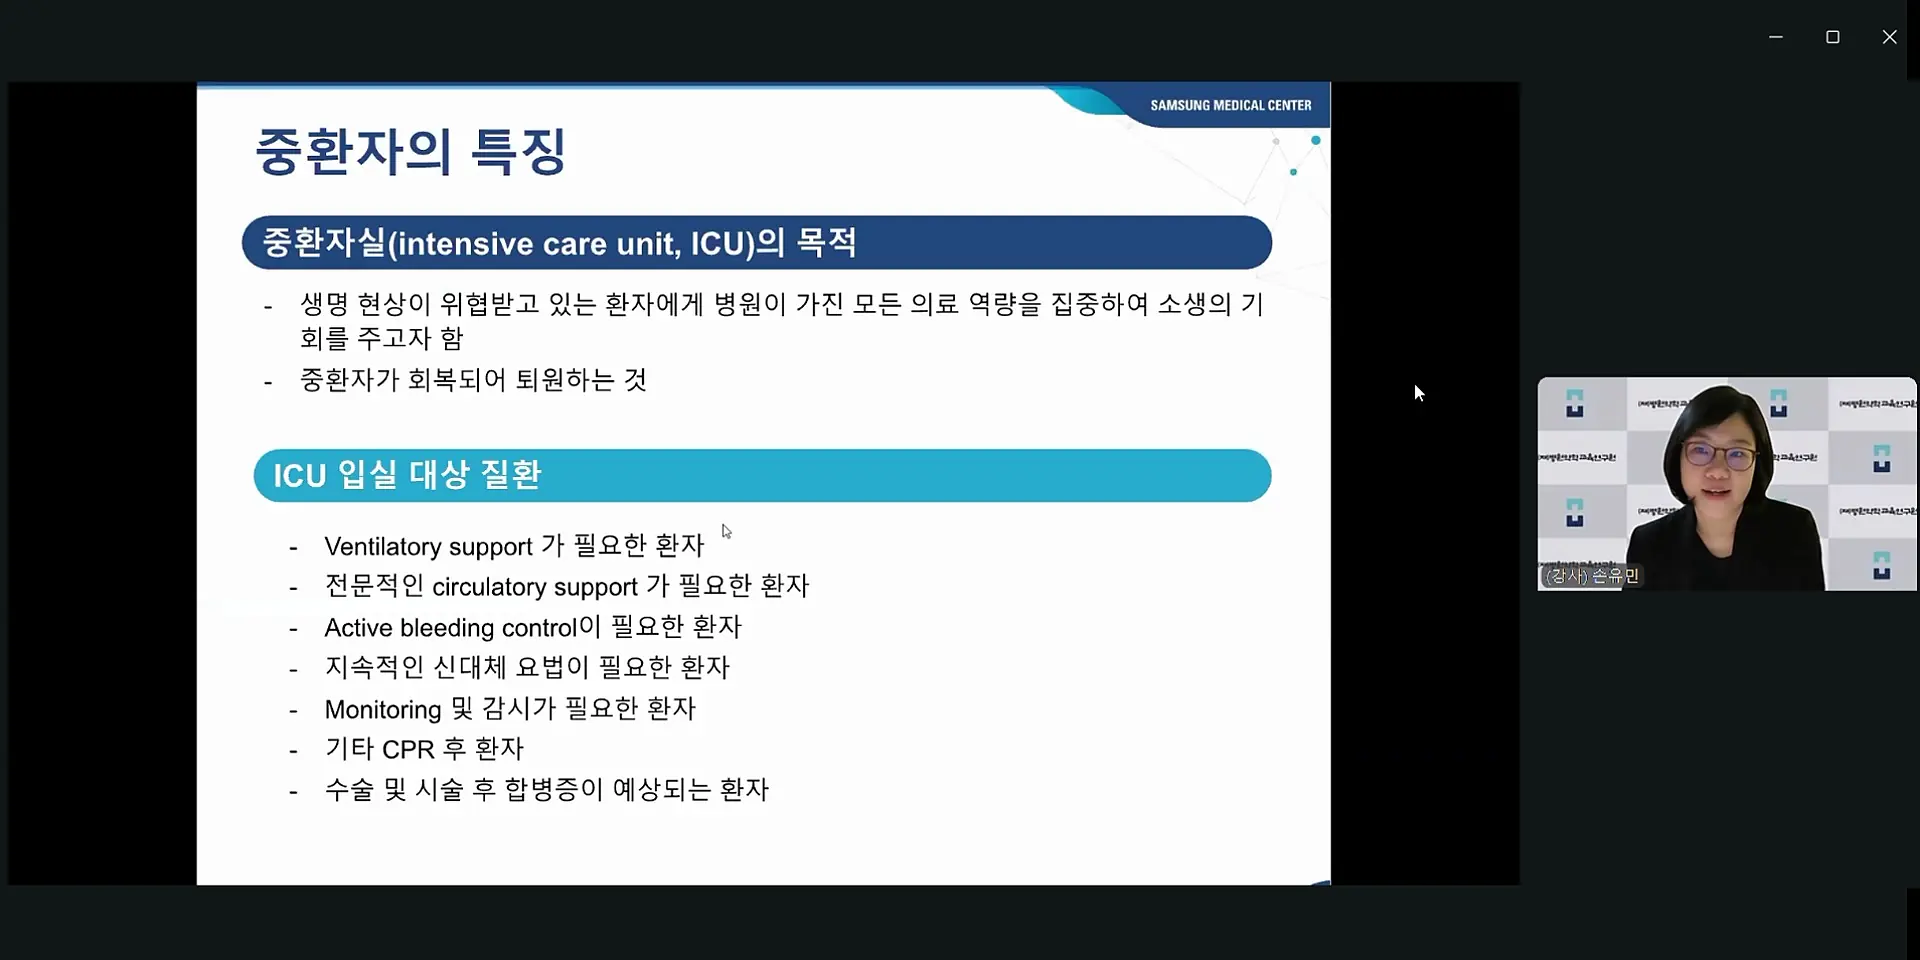 SAMSUNG MEDICAL CENTER
중환자의 특징
중환자실(intensive care unit, ICU)의 목적
- 생명 현상이 위협받고 있는 환자에게 병원이 가진 모든 의료 역량을 집중하여 소생의 기
회를 주고자 함
- 중환자가 회복되어 퇴원하는 것
ICU 입실 대상 질환
- Ventilatory support 가 필요한 환자
- 전문적인 circulatory support 가 필요한 환자
- Active bleeding control이 필요한 환자
- 지속적인 신대체 요법이 필요한 환자
- Monitoring 및 감시가 필요한 환자
- 기타 CPR 후 환자
- 수술 및 시술 후 합병증이 예상되는 환자
(강사) 손유민